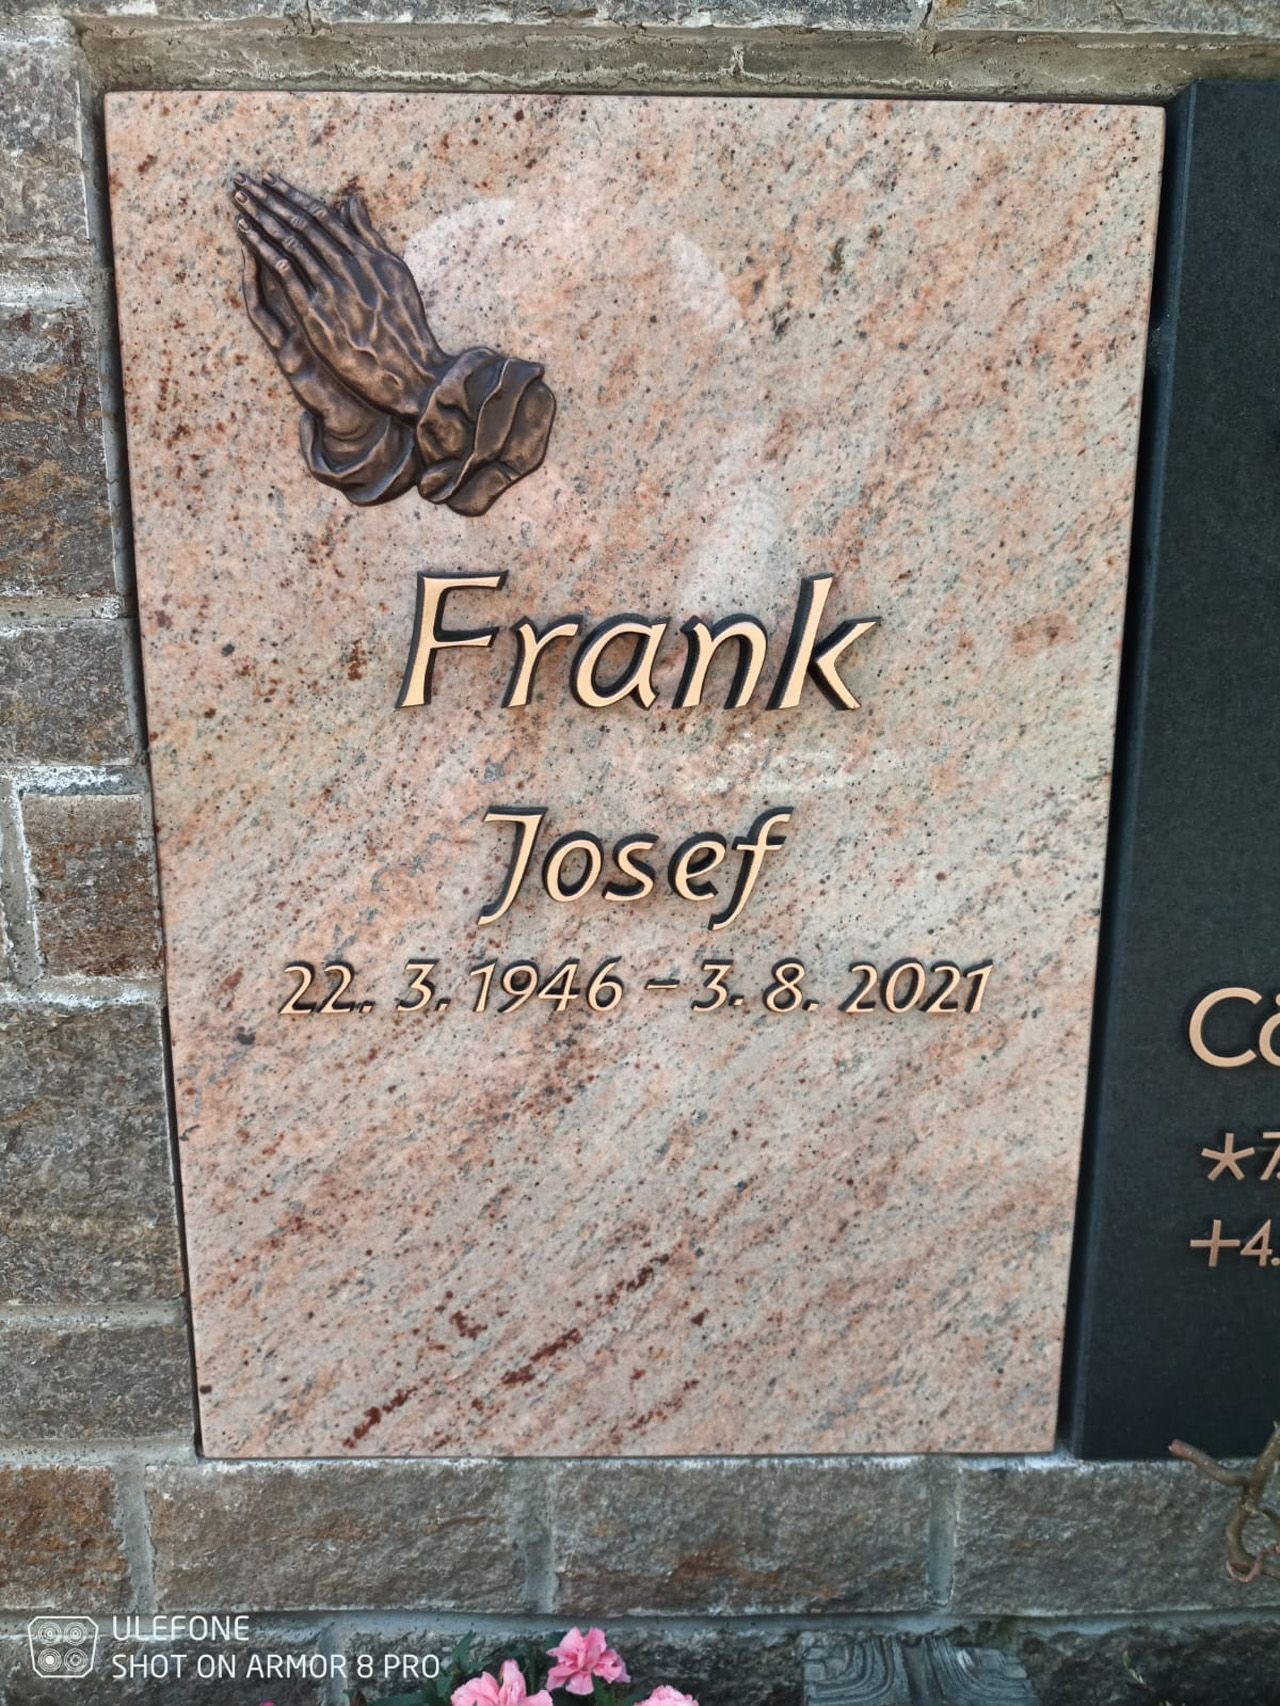 Frank
Josef
22. 3. 1946 – 3. 8. 2021
ULEFONE
SHOT ON ARMOR 8 PRO